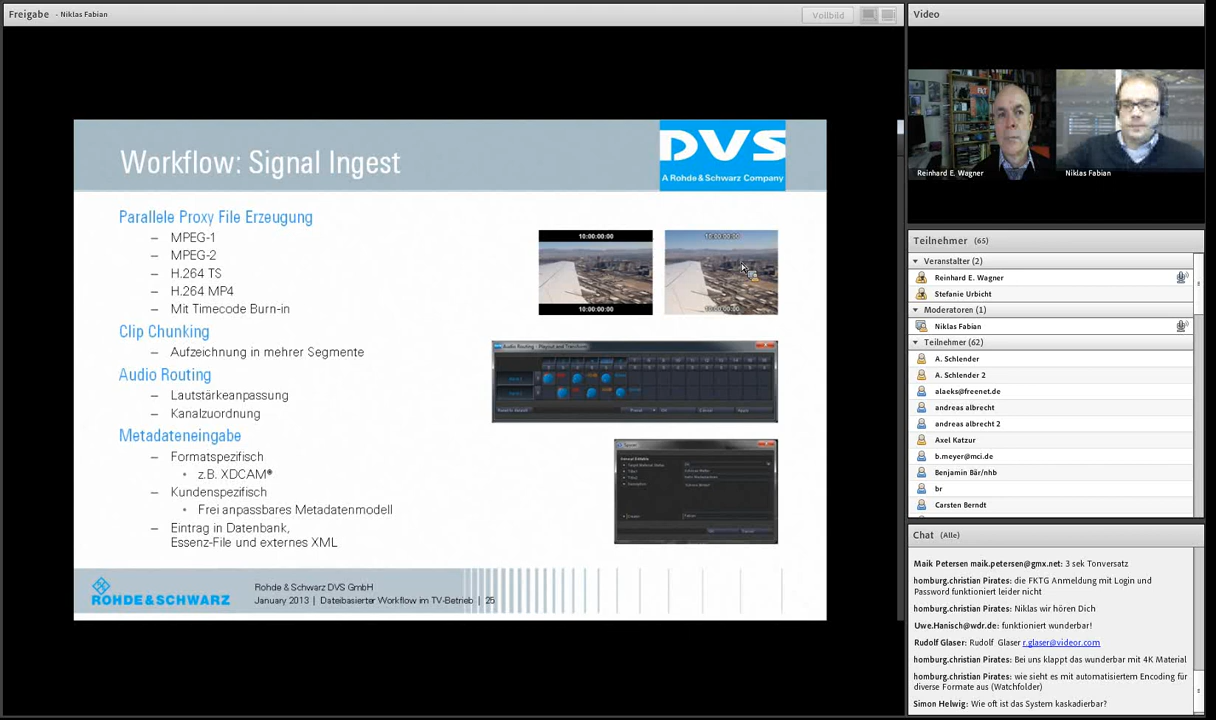 Freigabe - Niklas Fabian
Vollbild
Video
Reinhard E. Wagner
Niklas Fabian
Workflow: Signal Ingest
DVS
A Rohde & Schwarz Company
Parallele Proxy File Erzeugung
– MPEG-1
– MPEG-2
– H.264 TS
– H.264 MP4
– Mit Timecode Burn-in
Clip Chunking
– Aufzeichnung in mehrer Segmente
Audio Routing
– Lautstärkeanpassung
– Kanalzuordnung
Metadateneingabe
– Formatspezifisch
• z.B. XDCAM®
– Kundenspezifisch
• Frei anpassbares Metadatenmodell
– Eintrag in Datenbank,
Essenz-File und externes XML
10:00:00:00
10:00:00:00
10:00:00:00
10:00:00:00
ROHDE & SCHWARZ
Rohde & Schwarz DVS GmbH
January 2013 | Dateibasierter Workflow im TV-Betrieb | 25
Teilnehmer (65)
Veranstalter (2)
Reinhard E. Wagner
Stefanie Urbicht
Moderatoren (1)
Niklas Fabian
Teilnehmer (62)
A. Schlender
A. Schlender 2
alaeks@freenet.de
andreas albrecht
andreas albrecht 2
Axel Katzur
b.meyer@mci.de
Benjamin Bär/nhb
br
Carsten Berndt
Chat (Alle)
Maik Petersen maik.petersen@gmx.net: 3 sek Tonversatz
homburg.christian Pirates: die FKTG Anmeldung mit Login und
Password funktioniert leider nicht
homburg.christian Pirates: Niklas wir hören Dich
Uwe.Hanisch@wdr.de: funktioniert wunderbar!
Rudolf Glaser: Rudolf Glaser r.glaser@videor.com
homburg.christian Pirates: Bei uns klappt das wunderbar mit 4K Material
homburg.christian Pirates: wie sieht es mit automatisiertem Encoding für
diverse Formate aus (Watchfolder)
Simon Helwig: Wie oft ist das System kaskadierbar?